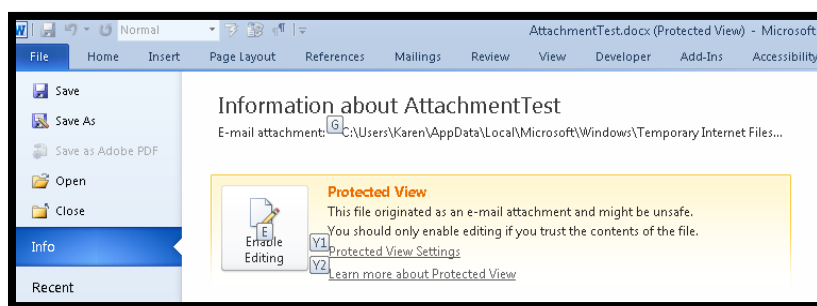 W Normal AttachmentTest.docx (Protected View) - Microsoft
File Home Insert Page Layout References Mailings Review View Developer Add-Ins Accessibility
Save
Save As
Save as Adobe PDF
Open
Close
Info
Recent
Information about AttachmentTest
E-mail attachment: G C:\Users\Karen\AppData\Local\Microsoft\Windows\Temporary Internet Files...
Enable
E
Editing
Protected View
This file originated as an e-mail attachment and might be unsafe.
You should only enable editing if you trust the contents of the file.
Y1 Protected View Settings
Y2 Learn more about Protected View